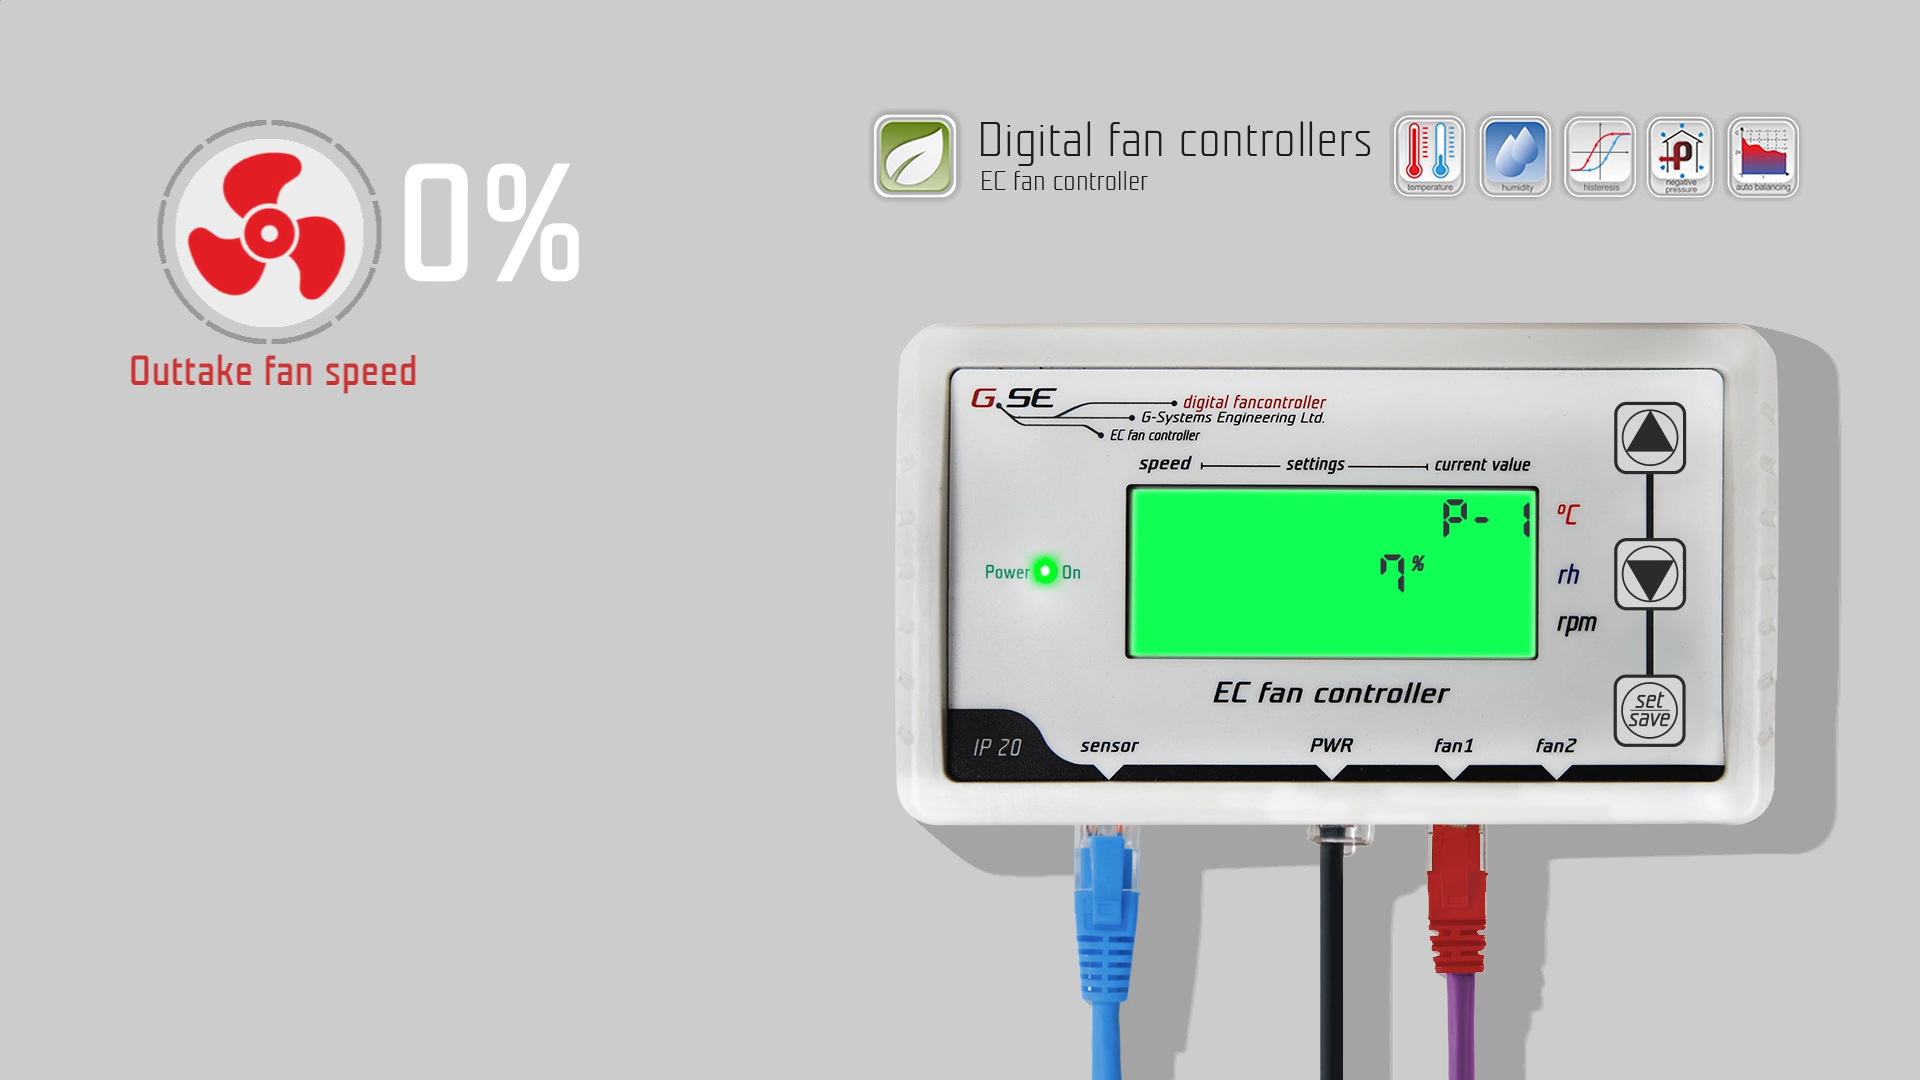 0%
Outtake fan speed
Digital fan controllers
EC fan controller
temperature
humidity
histeresis
negative pressure
auto balancing
G.SE
digital fancontroller
G-Systems Engineering Ltd.
EC fan controller
speed settings current value
P- 1 °C
7% rh
rpm
Power On
EC fan controller
set
save
IP 20
sensor PWR fan1 fan2